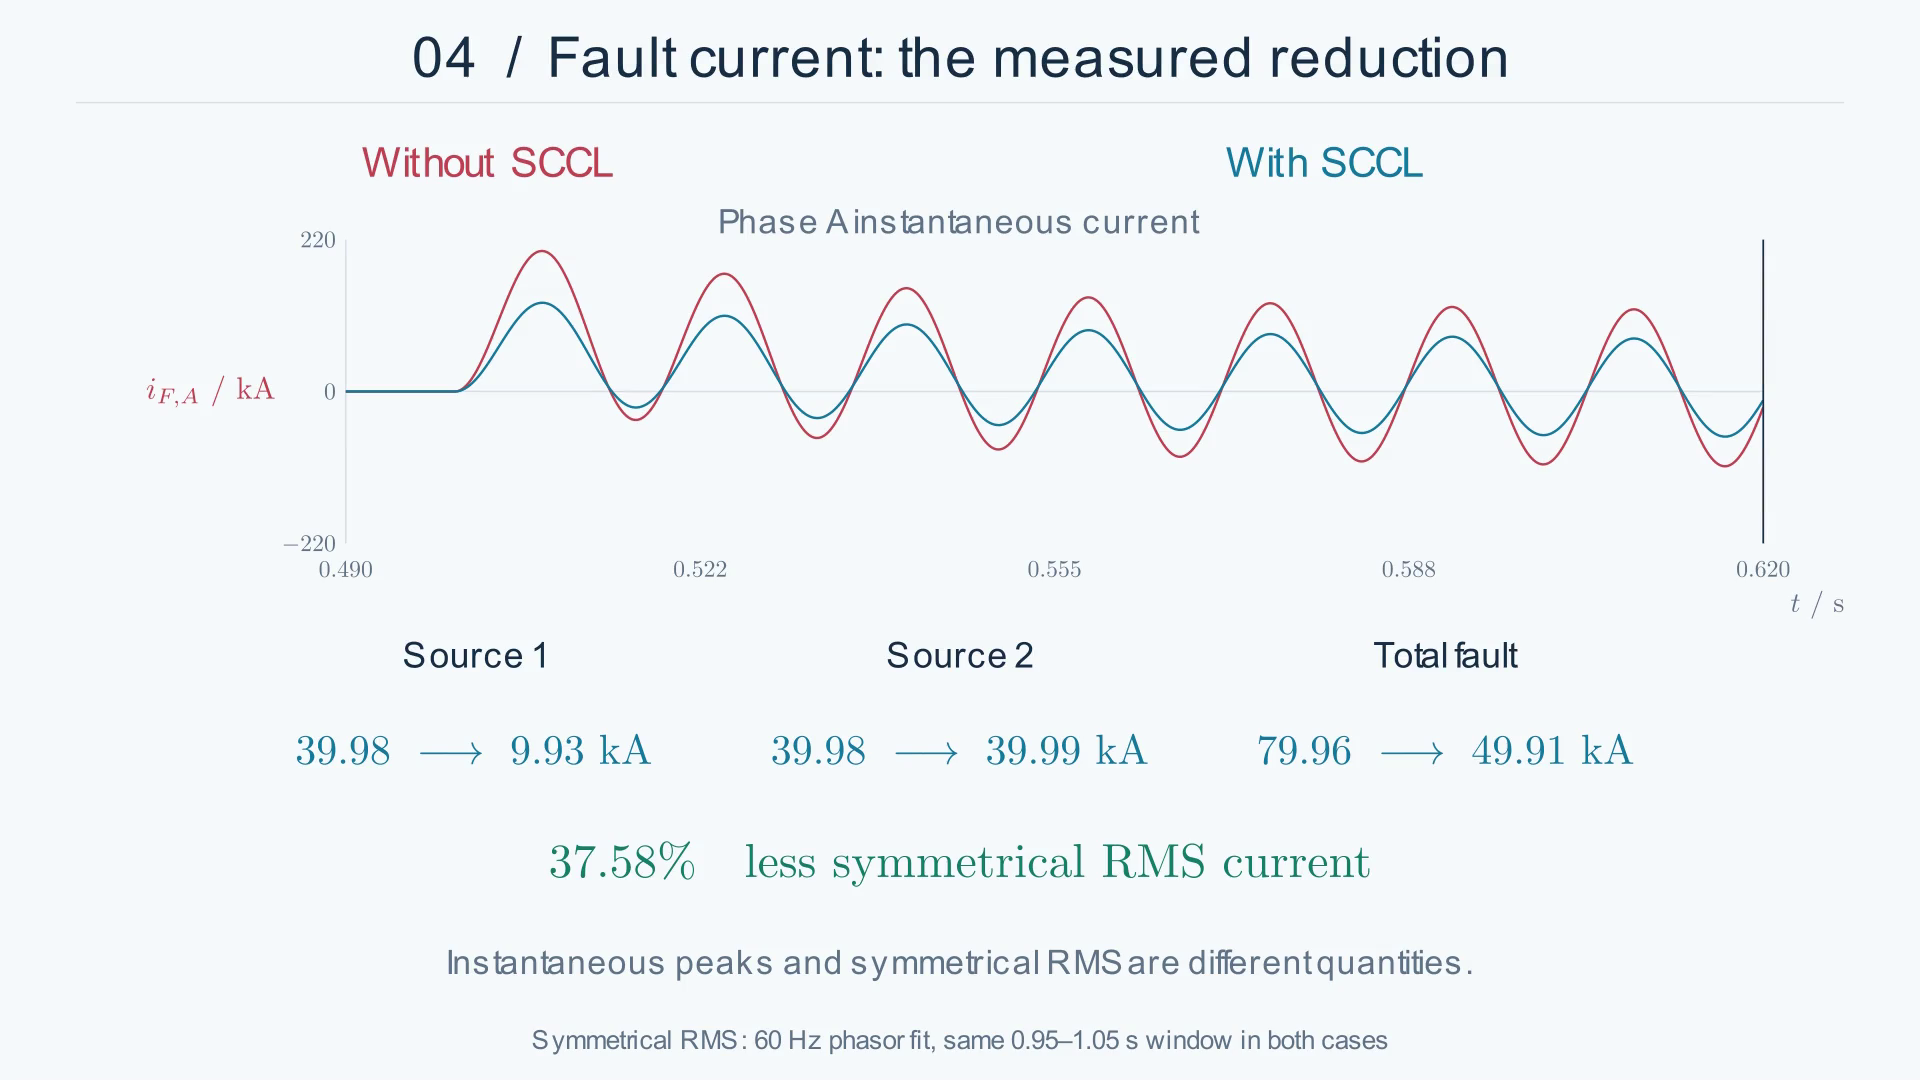 04 / Fault current: the measured reduction
Without SCCL
With SCCL
Phase A instantaneous current
220
i_{F,A} / kA
0
−220
0.490
0.522
0.555
0.588
0.620
t / s
Source 1
Source 2
Total fault
39.98 ⟶ 9.93 kA
39.98 ⟶ 39.99 kA
79.96 ⟶ 49.91 kA
37.58% less symmetrical RMS current
Instantaneous peaks and symmetrical RMS are different quantities.
Symmetrical RMS: 60 Hz phasor fit, same 0.95–1.05 s window in both cases